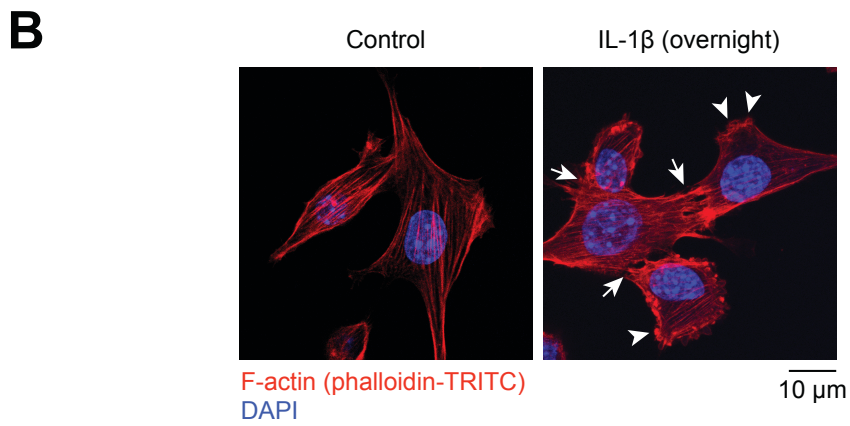 B
Control
IL-1β (overnight)
F-actin (phalloidin-TRITC)
DAPI
10 μm